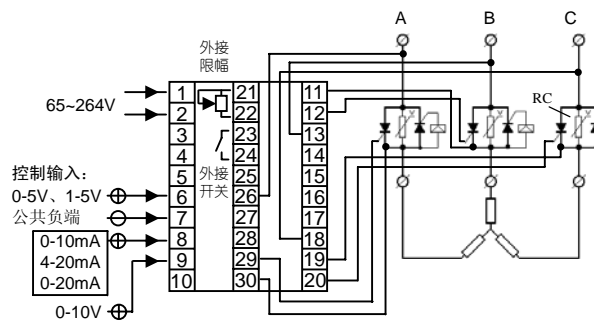 A B C
外接
限幅
RC
65~264V
1 21 11
2 22 12
3 23 13
4 24 14
5 25 15
6 26 16
7 27 17
8 28 18
9 29 19
10 30 20
外接
开关
控制输入：
0-5V、1-5V
公共负端
0-10mA
4-20mA
0-20mA
0-10V